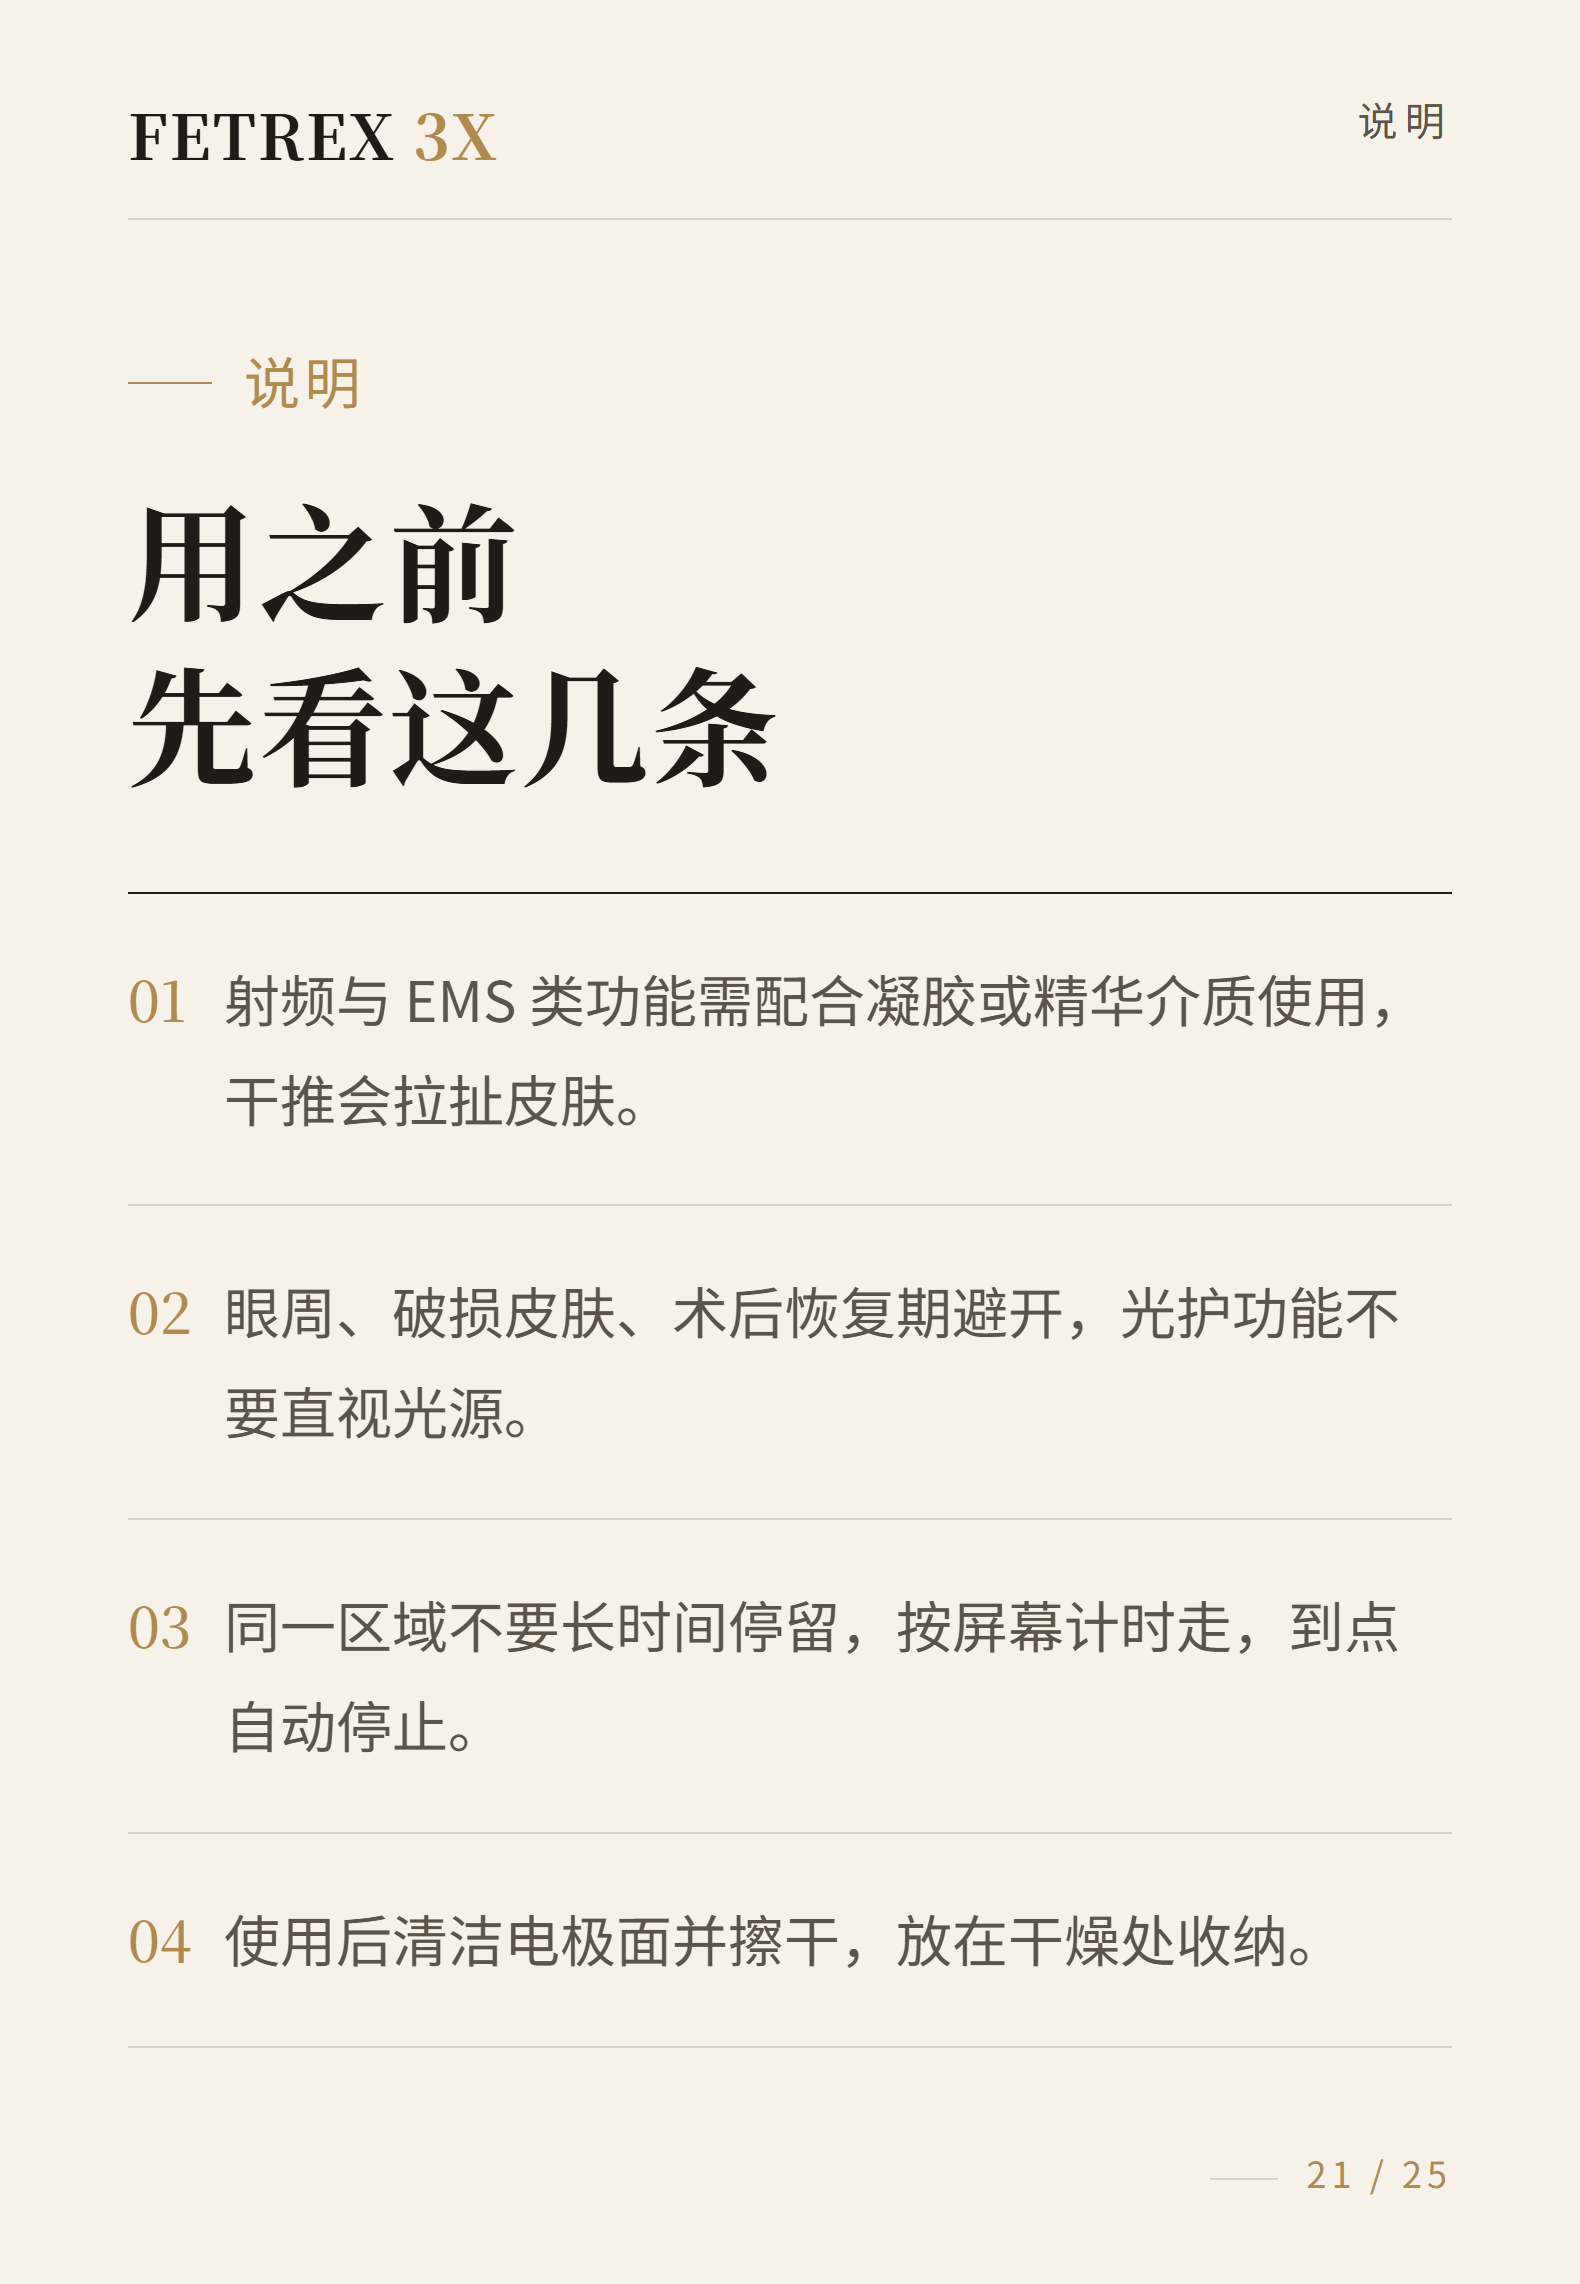 FETREX 3X
说明
说明
用之前
先看这几条
01 射频与 EMS 类功能需配合凝胶或精华介质使用，
干推会拉扯皮肤。
02 眼周、破损皮肤、术后恢复期避开，光护功能不
要直视光源。
03 同一区域不要长时间停留，按屏幕计时走，到点
自动停止。
04 使用后清洁电极面并擦干，放在干燥处收纳。
21 / 25